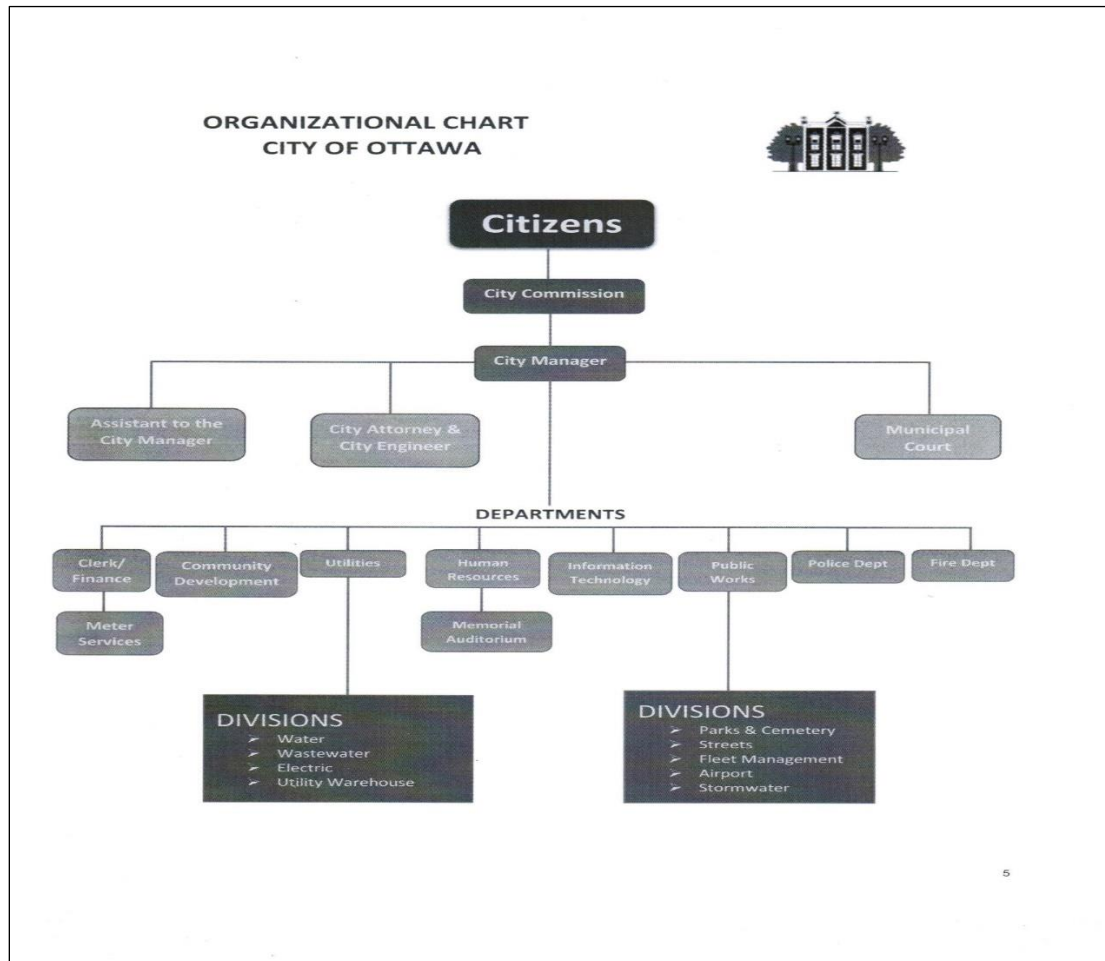 ORGANIZATIONAL CHART
CITY OF OTTAWA
Citizens
City Commission
City Manager
Assistant to the
City Manager
City Attorney &
City Engineer
Municipal
Court
DEPARTMENTS
Clerk/
Finance
Community
Development
Utilities
Human
Resources
Information
Technology
Public
Works
Police Dept
Fire Dept
Meter
Services
Memorial
Auditorium
DIVISIONS
➢ Water
➢ Wastewater
➢ Electric
➢ Utility Warehouse
DIVISIONS
➢ Parks & Cemetery
➢ Streets
➢ Fleet Management
➢ Airport
➢ Stormwater
5